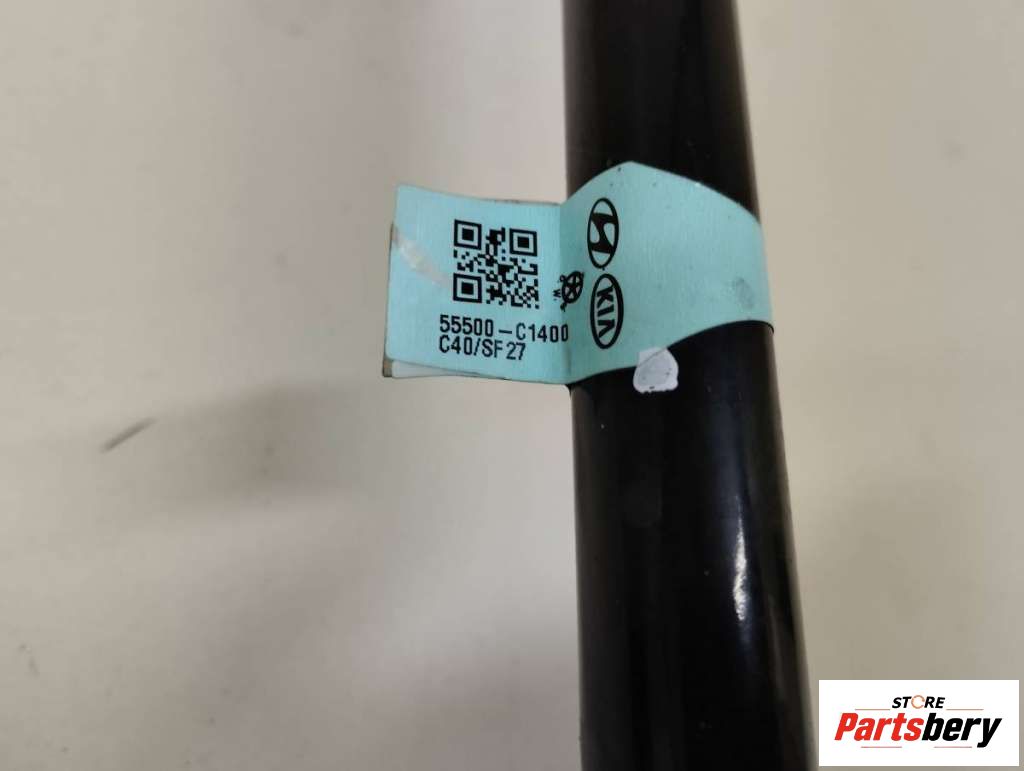 55500-C1400
C40/SF27
KIA
STORE
Partsbery